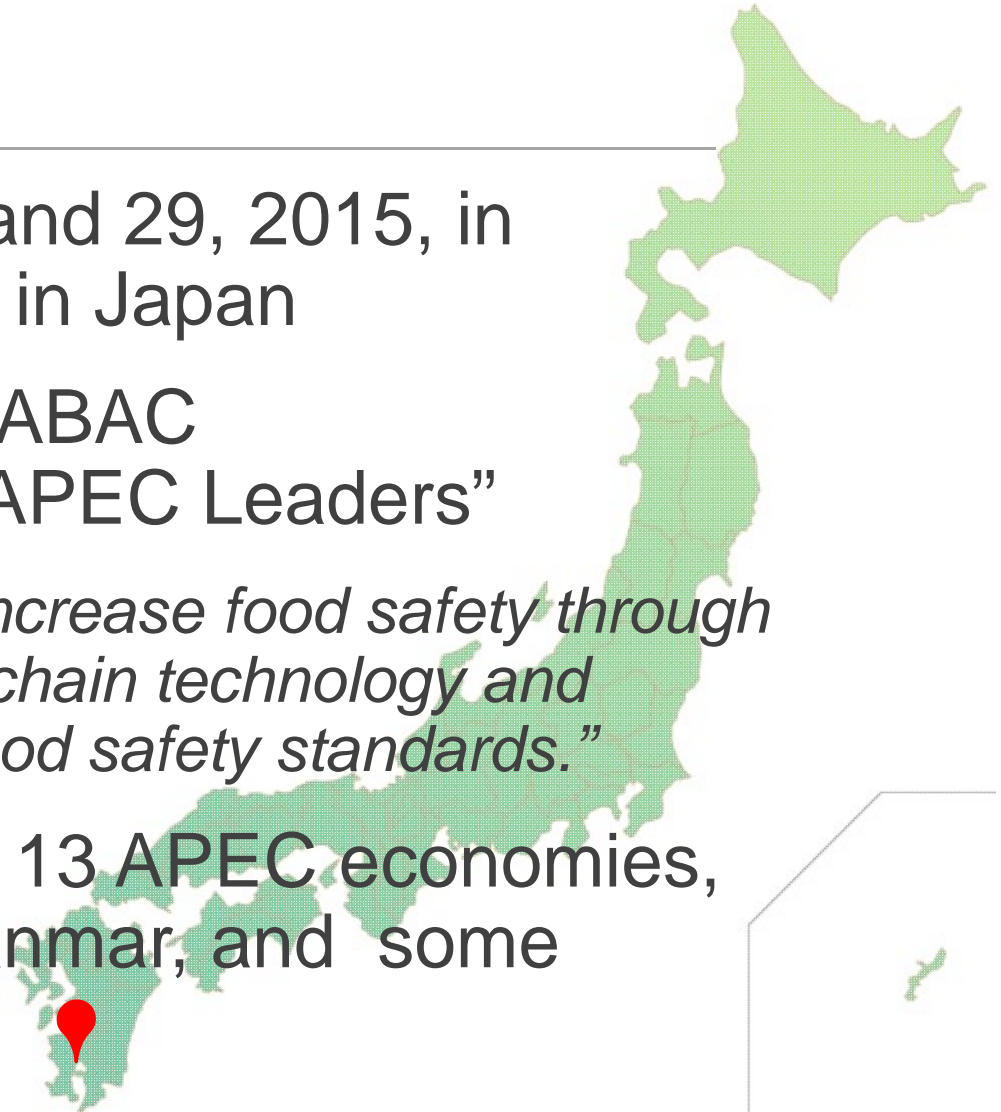 and 29, 2015, in
in Japan
ABAC
APEC Leaders”
ncrease food safety through
chain technology and
od safety standards.”
13 APEC economies,
nmar, and some